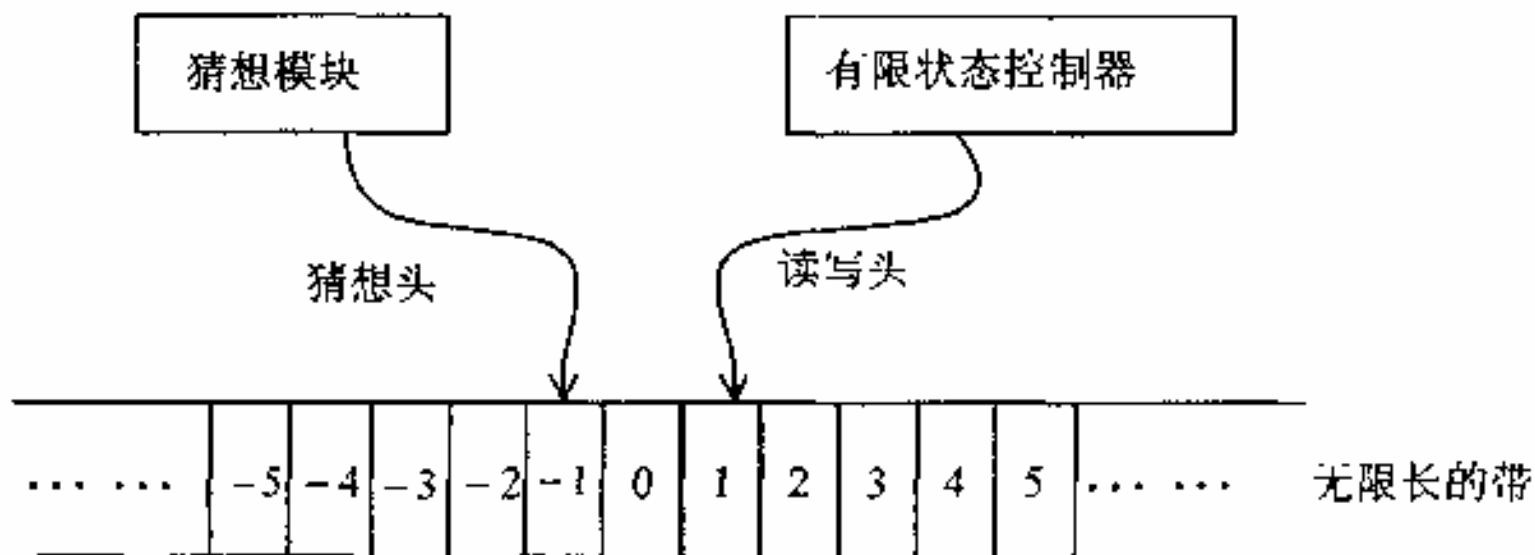 猜想模块
有限状态控制器
猜想头
读写头
... ... -5 -4 -3 -2 -1 0 1 2 3 4 5 ... ... 无限长的带